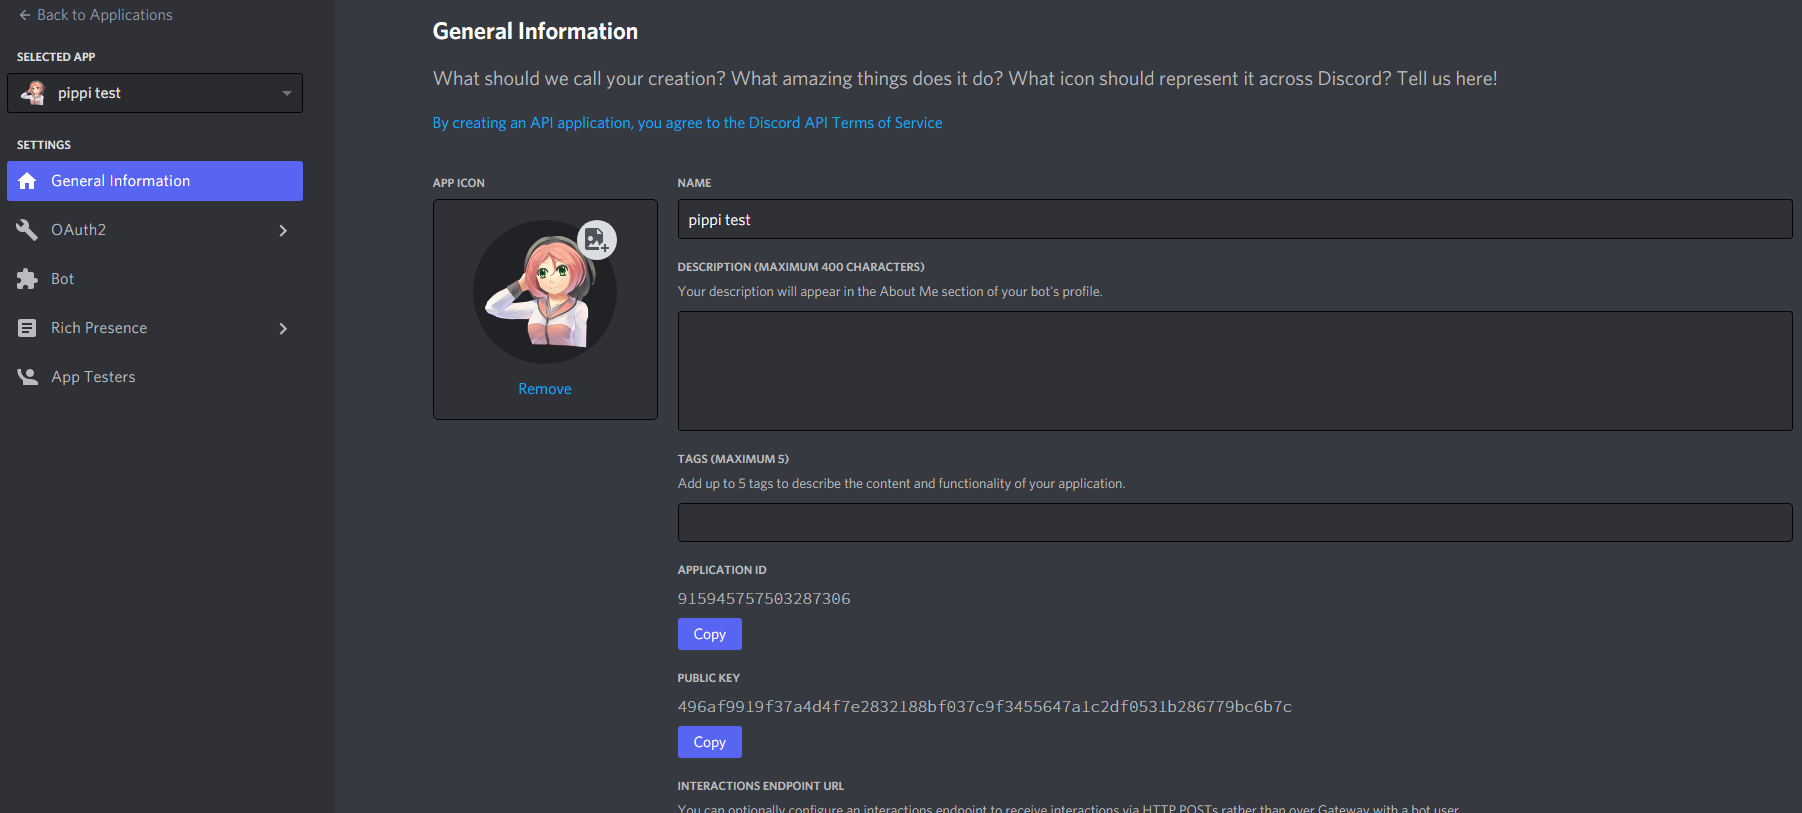 Back to Applications
SELECTED APP
pippi test
SETTINGS
General Information
OAuth2
Bot
Rich Presence
App Testers
General Information
What should we call your creation? What amazing things does it do? What icon should represent it across Discord? Tell us here!
By creating an API application, you agree to the Discord API Terms of Service
APP ICON
Remove
NAME
pippi test
DESCRIPTION (MAXIMUM 400 CHARACTERS)
Your description will appear in the About Me section of your bot's profile.
TAGS (MAXIMUM 5)
Add up to 5 tags to describe the content and functionality of your application.
APPLICATION ID
915945757503287306
Copy
PUBLIC KEY
496af9919f37a4d4f7e2832188bf037c9f3455647a1c2df0531b286779bc6b7c
Copy
INTERACTIONS ENDPOINT URL
You can optionally configure an interactions endpoint to receive interactions via HTTP POSTs rather than over Gateway with a bot user.